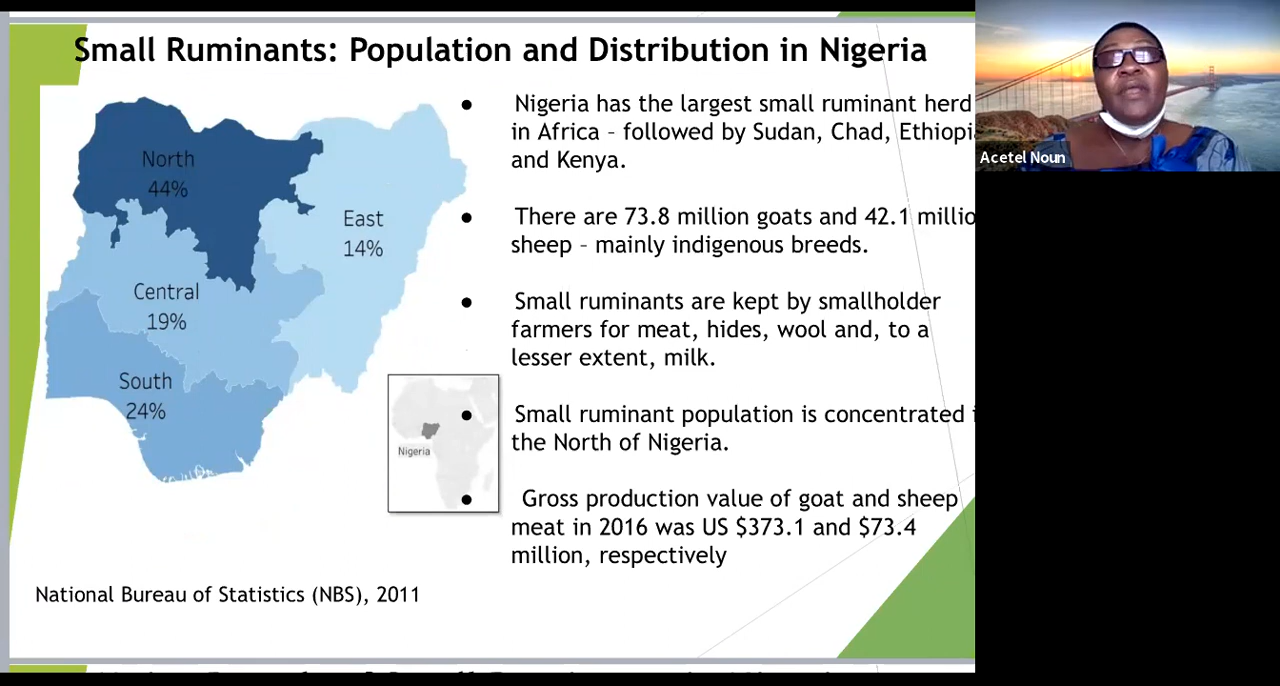 Small Ruminants: Population and Distribution in Nigeria
North
44%
East
14%
Central
19%
South
24%
Nigeria
● Nigeria has the largest small ruminant herd
in Africa – followed by Sudan, Chad, Ethiopi
and Kenya.
● There are 73.8 million goats and 42.1 millio
sheep – mainly indigenous breeds.
● Small ruminants are kept by smallholder
farmers for meat, hides, wool and, to a
lesser extent, milk.
● Small ruminant population is concentrated i
the North of Nigeria.
● Gross production value of goat and sheep
meat in 2016 was US $373.1 and $73.4
million, respectively
National Bureau of Statistics (NBS), 2011
Acetel Noun